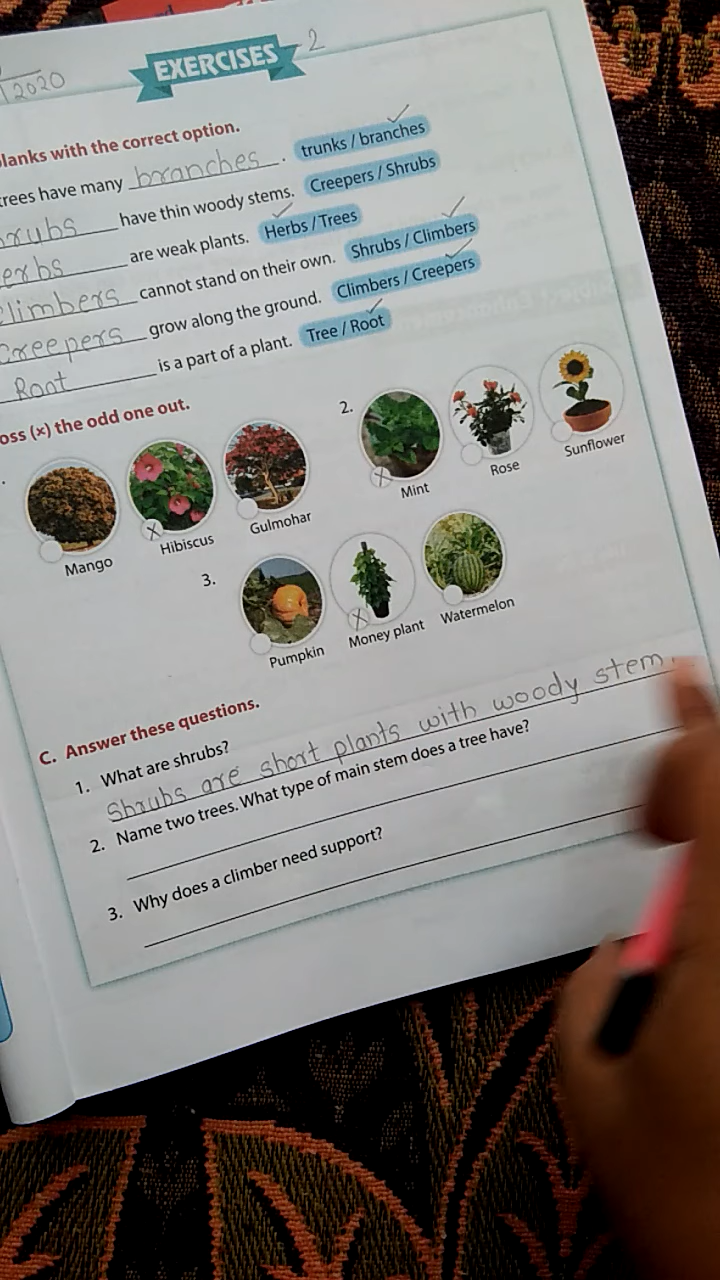 2020
EXERCISES 2
lanks with the correct option.
trees have many branches. trunks / branches
rubs have thin woody stems. Creepers / Shrubs
erbs are weak plants. Herbs / Trees
climbers cannot stand on their own. Shrubs / Climbers
Creepers grow along the ground. Climbers / Creepers
Root is a part of a plant. Tree / Root
oss (×) the odd one out.
Mango Hibiscus Gulmohar
2. Mint Rose Sunflower
3. Pumpkin Money plant Watermelon
C. Answer these questions.
1. What are shrubs?
Shrubs are short plants with woody stem.
2. Name two trees. What type of main stem does a tree have?
3. Why does a climber need support?